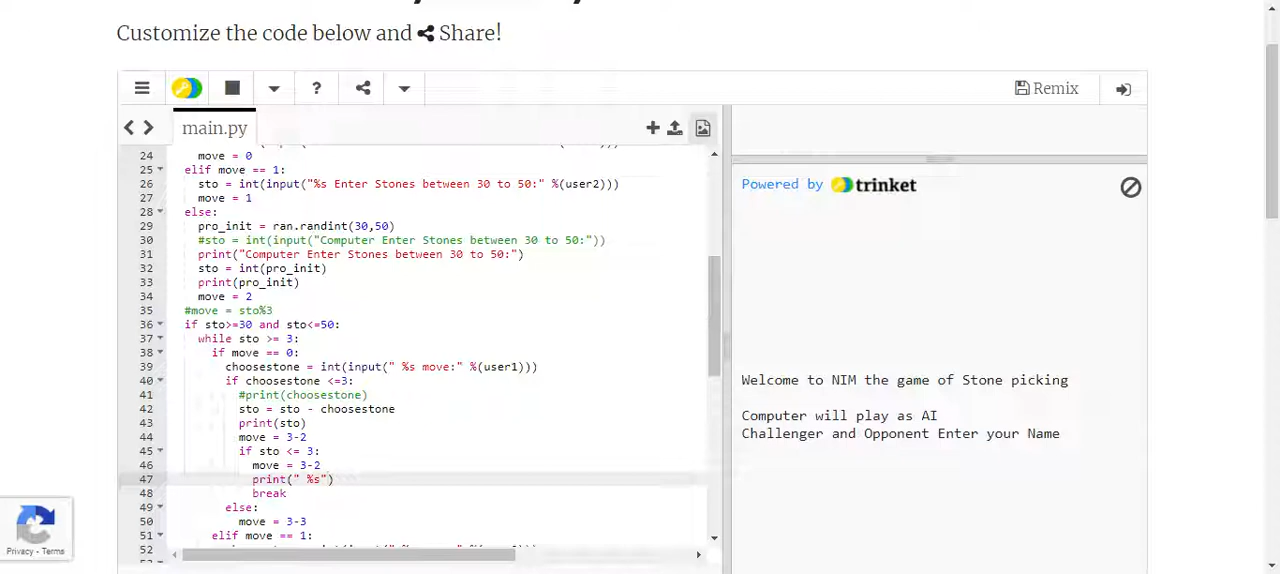 Customize the code below and Share!
?
Remix
main.py
24 move = 0
25 elif move == 1:
26 sto = int(input("%s Enter Stones between 30 to 50:" %(user2)))
27 move = 1
28 else:
29 pro_init = ran.randint(30,50)
30 #sto = int(input("Computer Enter Stones between 30 to 50:"))
31 print("Computer Enter Stones between 30 to 50:")
32 sto = int(pro_init)
33 print(pro_init)
34 move = 2
35 #move = sto%3
36 if sto>=30 and sto<=50:
37 while sto >= 3:
38 if move == 0:
39 choosestone = int(input(" %s move:" %(user1)))
40 if choosestone <=3:
41 #print(choosestone)
42 sto = sto - choosestone
43 print(sto)
44 move = 3-2
45 if sto <= 3:
46 move = 3-2
47 print(" %s")
48 break
49 else:
50 move = 3-3
51 elif move == 1:
52
Powered by trinket
Welcome to NIM the game of Stone picking
Computer will play as AI
Challenger and Opponent Enter your Name
Privacy - Terms